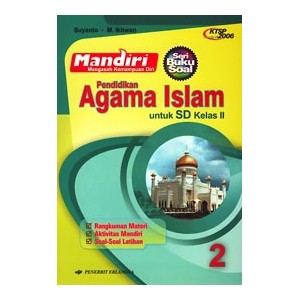 Suyanto - M. Ikhwan
KTSP
2006
Mandiri
Mengasah Kemampuan Diri
Seri
Buku
Soal
Pendidikan
Agama Islam
untuk SD Kelas II
Rangkuman Materi
Aktivitas Mandiri
Soal-Soal Latihan
2
PENERBIT ERLANGGA